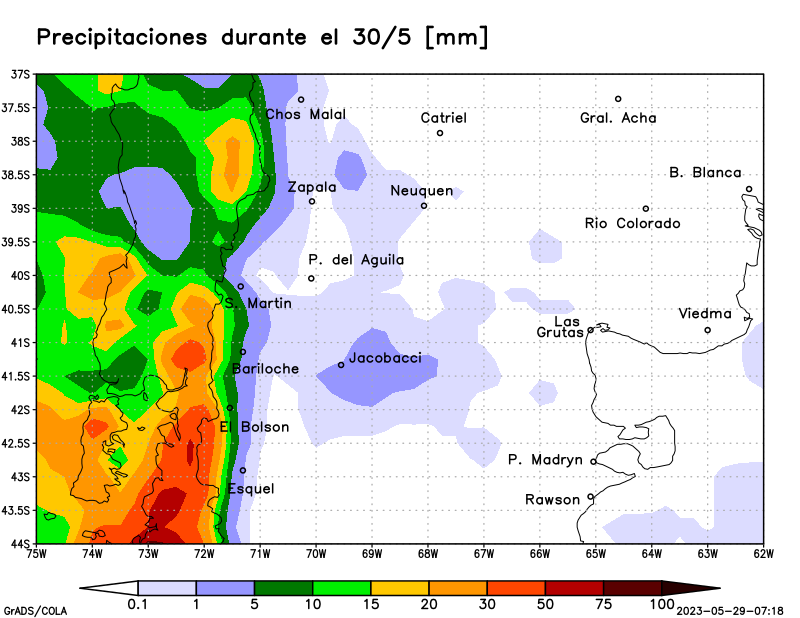 Precipitaciones durante el 30/5 [mm]
37S
37.5S
38S
38.5S
39S
39.5S
40S
40.5S
41S
41.5S
42S
42.5S
43S
43.5S
44S
Chos Malal
Catriel
Gral. Acha
B. Blanca
Zapala
Neuquen
Rio Colorado
P. del Aguila
S. Martin
Viedma
Las
Grutas
Jacobacci
Bariloche
El Bolson
P. Madryn
Esquel
Rawson
75W 74W 73W 72W 71W 70W 69W 68W 67W 66W 65W 64W 63W 62W
0.1 1 5 10 15 20 30 50 75 100
GrADS/COLA
2023-05-29-07:18